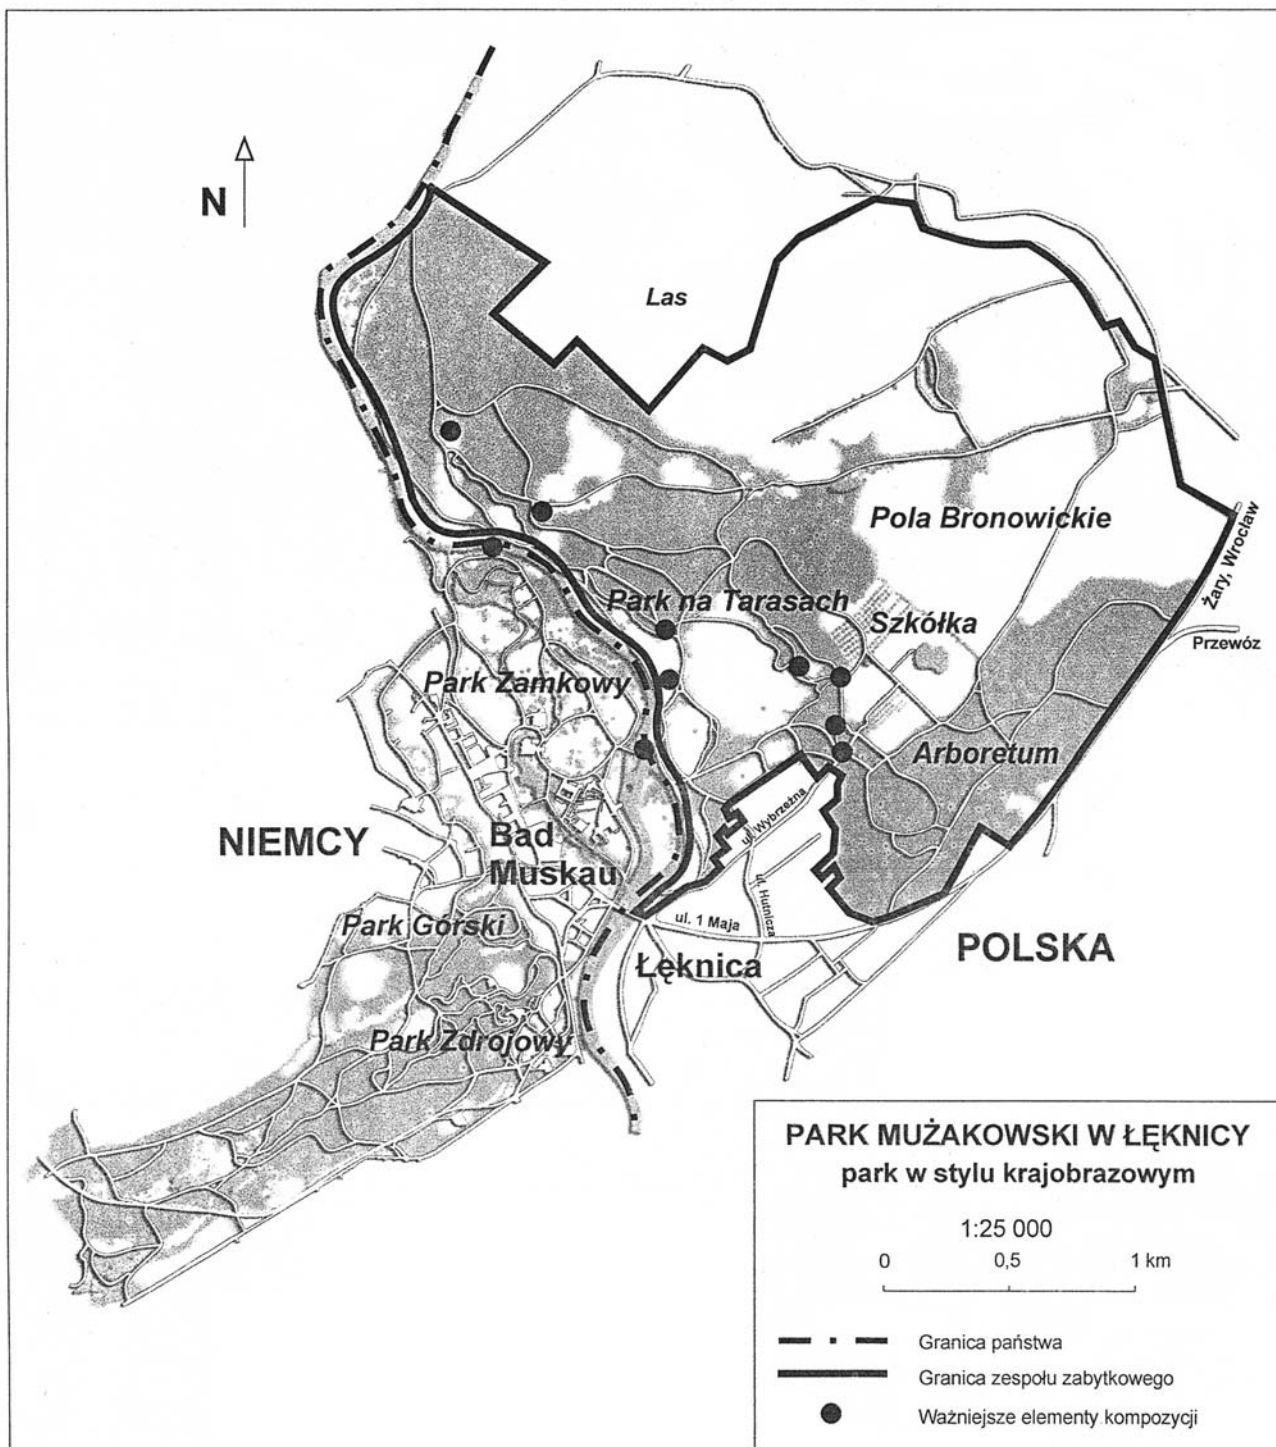 N
Las
Pola Bronowickie
Żary, Wrocław
Park na Tarasach
Szkółka
Przewóz
Park Zamkowy
Arboretum
ul. Wybrzeżna
NIEMCY
Bad
Muskau
ul. Hutnicza
Park Górski
ul. 1 Maja
POLSKA
Łęknica
Park Zdrojowy
PARK MUŻAKOWSKI W ŁĘKNICY
park w stylu krajobrazowym
1:25 000
0 0,5 1 km
Granica państwa
Granica zespołu zabytkowego
Ważniejsze elementy kompozycji